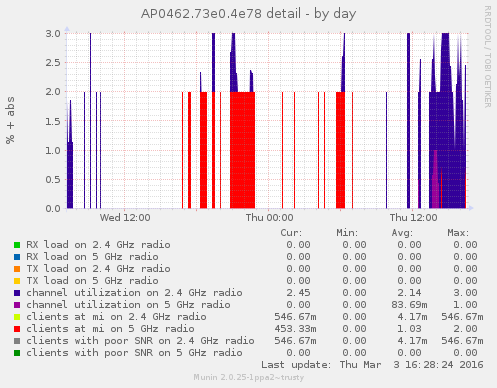 AP0462.73e0.4e78 detail - by day
RRDTOOL / TOBI OETIKER
% + abs
3.0
2.5
2.0
1.5
1.0
0.5
0.0
Wed 12:00 Thu 00:00 Thu 12:00
Cur: Min: Avg: Max:
RX load on 2.4 GHz radio 0.00 0.00 0.00 0.00
RX load on 5 GHz radio 0.00 0.00 0.00 0.00
TX load on 2.4 GHz radio 0.00 0.00 0.00 0.00
TX load on 5 GHz radio 0.00 0.00 0.00 0.00
channel utilization on 2.4 GHz radio 2.45 0.00 2.14 3.00
channel utilization on 5 GHz radio 0.00 0.00 83.69m 1.00
clients at mi on 2.4 GHz radio 546.67m 0.00 4.17m 546.67m
clients at mi on 5 GHz radio 453.33m 0.00 1.03 2.00
clients with poor SNR on 2.4 GHz radio 546.67m 0.00 4.17m 546.67m
clients with poor SNR on 5 GHz radio 0.00 0.00 0.00 0.00
Last update: Thu Mar 3 16:28:24 2016
Munin 2.0.25-1ppa2~trusty